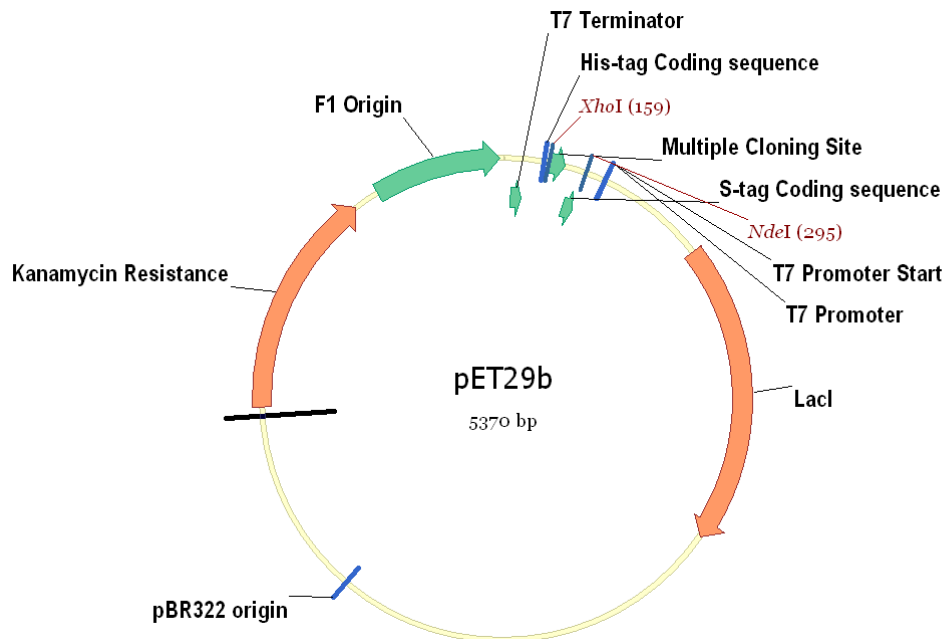 T7 Terminator
His-tag Coding sequence
XhoI (159)
F1 Origin
Multiple Cloning Site
S-tag Coding sequence
NdeI (295)
Kanamycin Resistance
T7 Promoter Start
T7 Promoter
pET29b
LacI
5370 bp
pBR322 origin